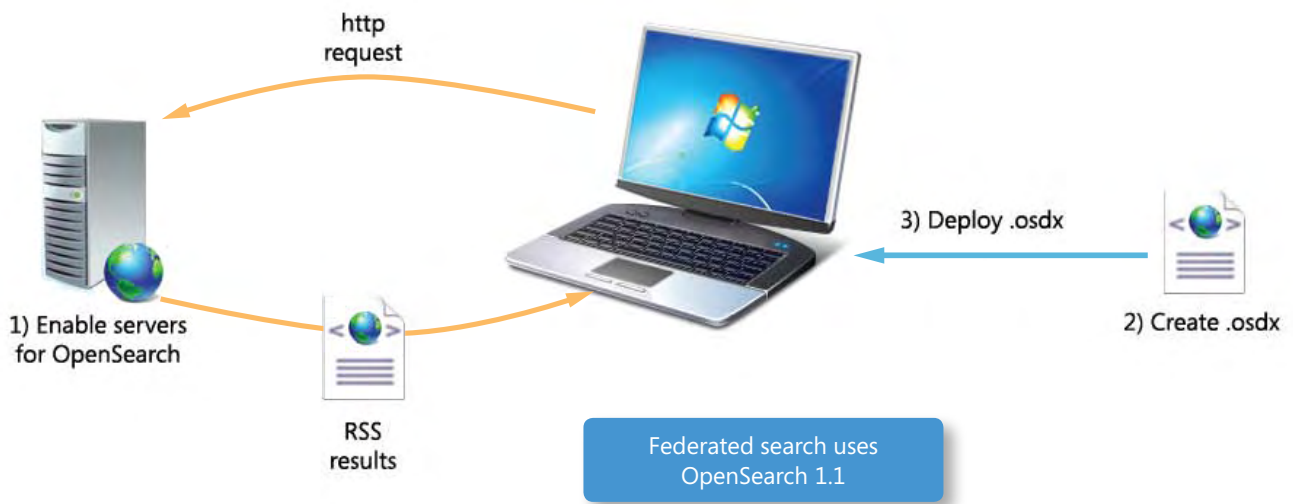 http
request
3) Deploy .osdx
1) Enable servers
for OpenSearch
2) Create .osdx
RSS
results
Federated search uses
OpenSearch 1.1